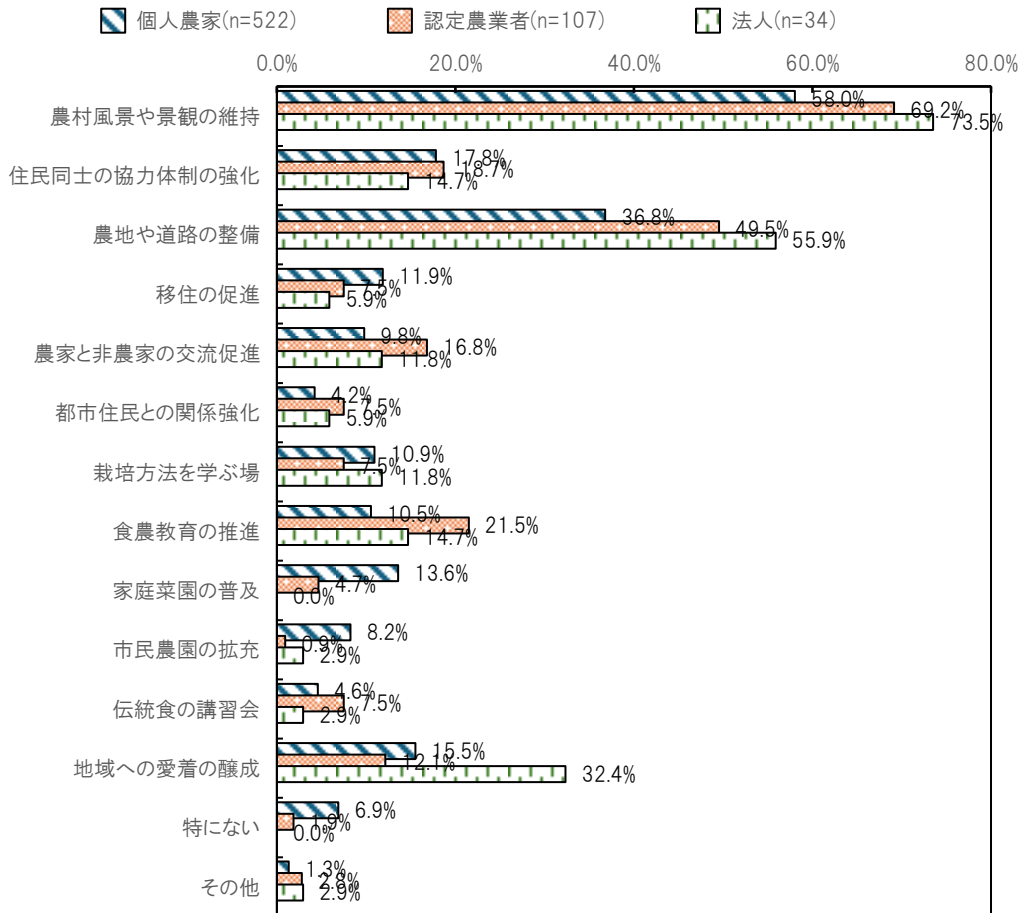 個人農家(n=522) 認定農業者(n=107) 法人(n=34)
0.0% 20.0% 40.0% 60.0% 80.0%
農村風景や景観の維持 58.0% 69.2% 73.5%
住民同士の協力体制の強化 17.8% 18.7% 14.7%
農地や道路の整備 36.8% 49.5% 55.9%
移住の促進 11.9% 7.5% 5.9%
農家と非農家の交流促進 9.8% 16.8% 11.8%
都市住民との関係強化 4.2% 7.5% 5.9%
栽培方法を学ぶ場 10.9% 7.5% 11.8%
食農教育の推進 10.5% 21.5% 14.7%
家庭菜園の普及 13.6% 4.7% 0.0%
市民農園の拡充 8.2% 0.9% 2.9%
伝統食の講習会 4.6% 7.5% 2.9%
地域への愛着の醸成 15.5% 12.1% 32.4%
特にない 6.9% 1.9% 0.0%
その他 1.3% 2.8% 2.9%